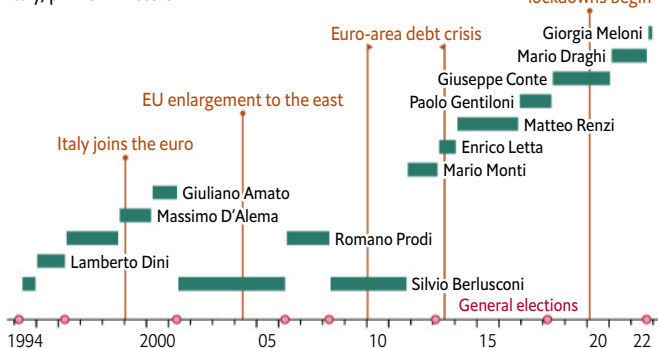 Giorgia Meloni
Euro-area debt crisis
Mario Draghi
Giuseppe Conte
EU enlargement to the east
Paolo Gentiloni
Matteo Renzi
Italy joins the euro
Enrico Letta
Mario Monti
Giuliano Amato
Massimo D’Alema
Romano Prodi
Lamberto Dini
Silvio Berlusconi
General elections
1994 2000 05 10 15 20 22